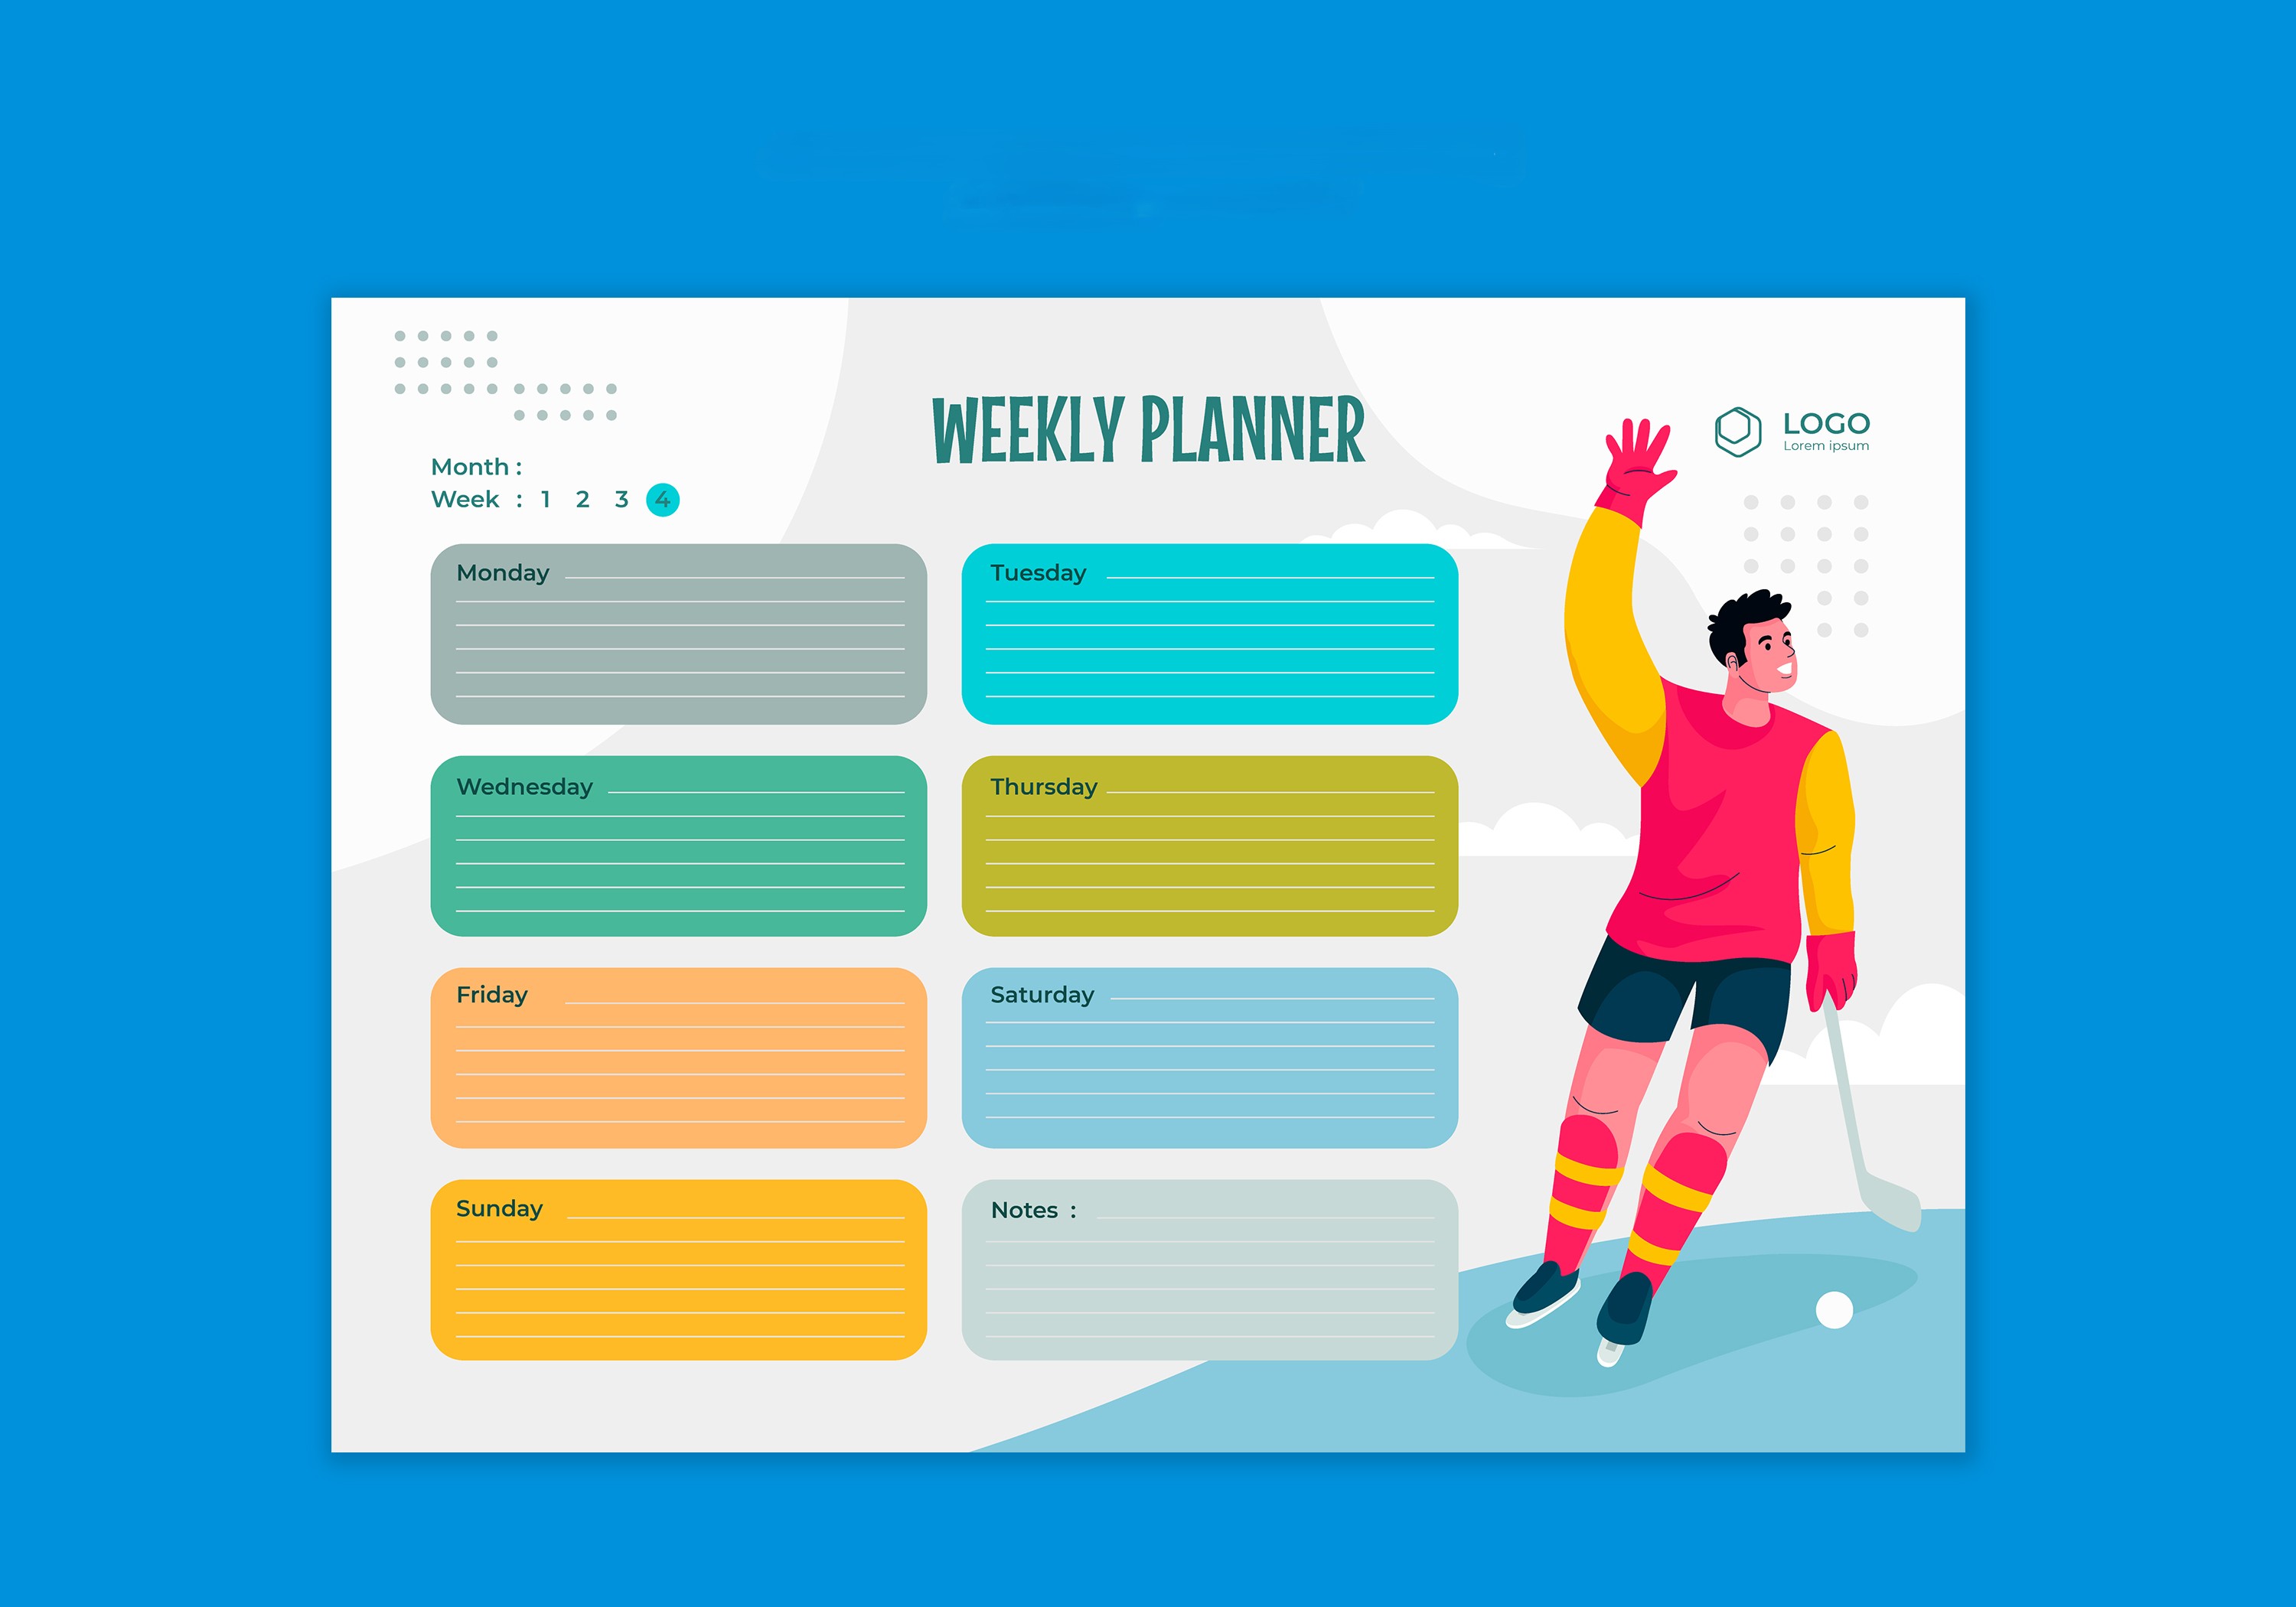 WEEKLY PLANNER
LOGO
Lorem ipsum
Month :
Week : 1 2 3 4
Monday
Tuesday
Wednesday
Thursday
Friday
Saturday
Sunday
Notes :